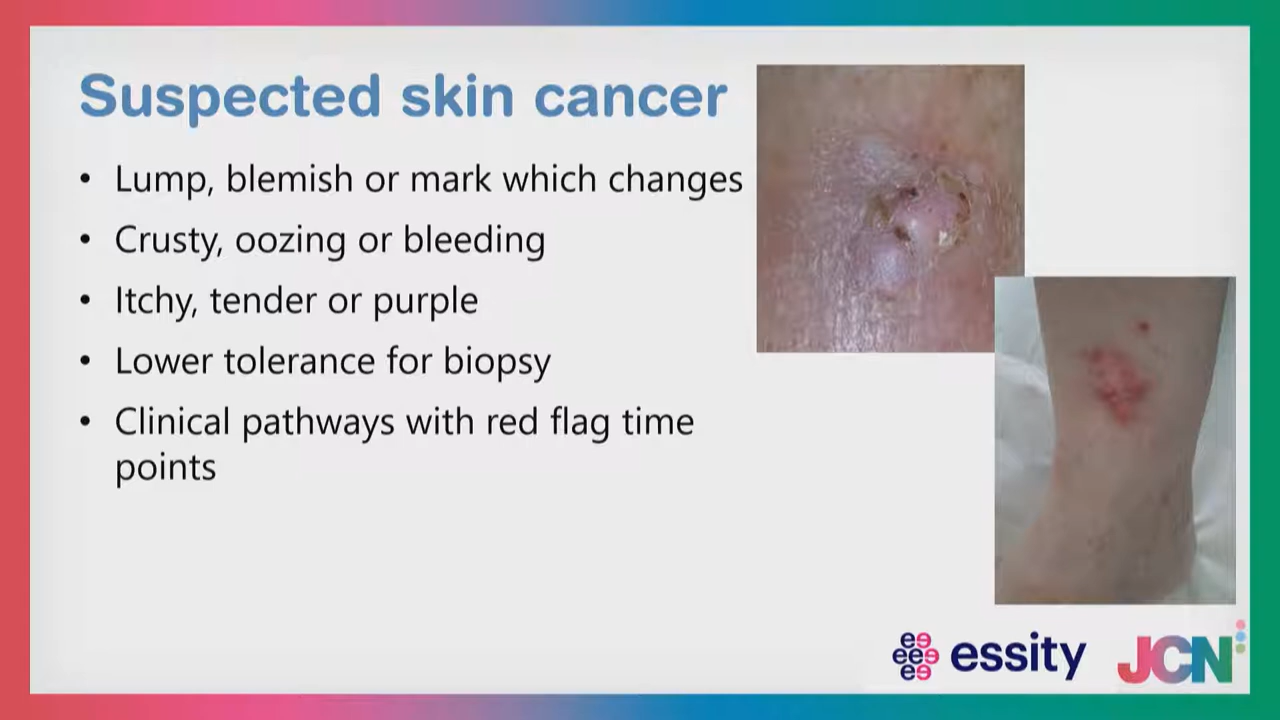 Suspected skin cancer
• Lump, blemish or mark which changes
• Crusty, oozing or bleeding
• Itchy, tender or purple
• Lower tolerance for biopsy
• Clinical pathways with red flag time
points
essity
JCN